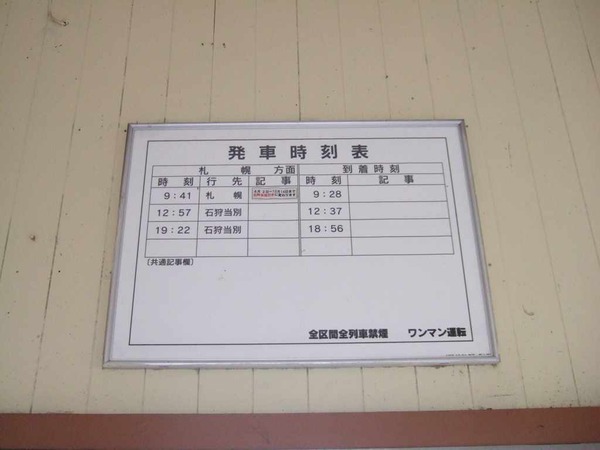 発車時刻表
札幌方面 到着時刻
時刻 行先 記事 時刻 記事
9:41 札幌 9:28
12:57 石狩当別 12:37
19:22 石狩当別 18:56
〔共通記事欄〕
全区間全列車禁煙 ワンマン運転